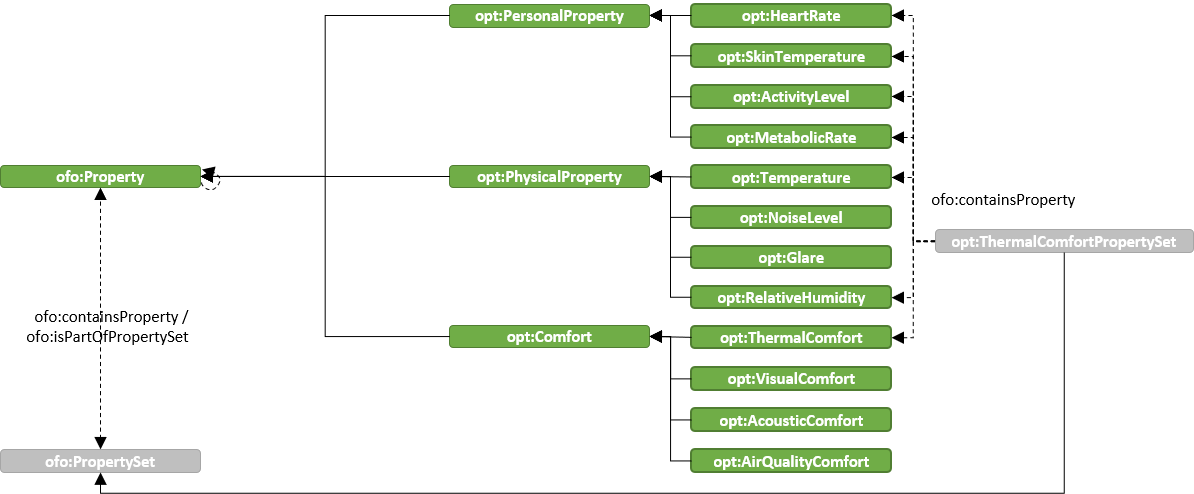 opt:PersonalProperty
opt:HeartRate
opt:SkinTemperature
opt:ActivityLevel
opt:MetabolicRate
ofo:Property
opt:PhysicalProperty
opt:Temperature
ofo:containsProperty
opt:NoiseLevel
opt:ThermalComfortPropertySet
opt:Glare
opt:RelativeHumidity
ofo:containsProperty /
ofo:isPartOfPropertySet
opt:Comfort
opt:ThermalComfort
opt:VisualComfort
opt:AcousticComfort
ofo:PropertySet
opt:AirQualityComfort